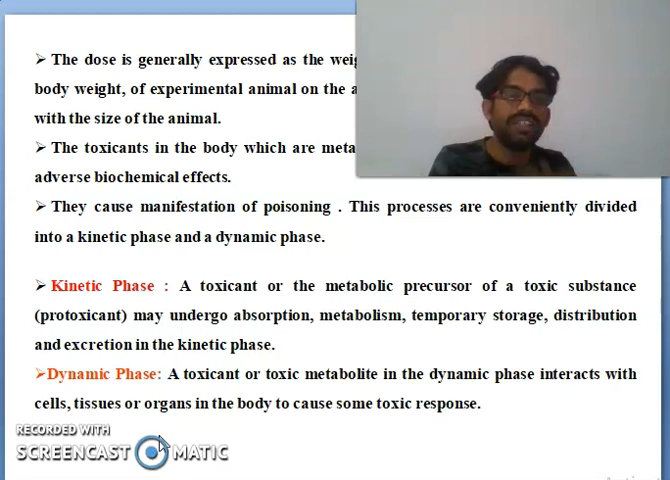 ➢ The dose is generally expressed as the
body weight, of experimental animal on the
with the size of the animal.
➢ The toxicants in the body which are
adverse biochemical effects.
➢ They cause manifestation of poisoning . This processes are conveniently divided
into a kinetic phase and a dynamic phase.
➢ Kinetic Phase : A toxicant or the metabolic precursor of a toxic substance
(protoxicant) may undergo absorption, metabolism, temporary storage, distribution
and excretion in the kinetic phase.
➢Dynamic Phase: A toxicant or toxic metabolite in the dynamic phase interacts with
cells, tissues or organs in the body to cause some toxic response.
RECORDED WITH
SCREENCAST MATIC